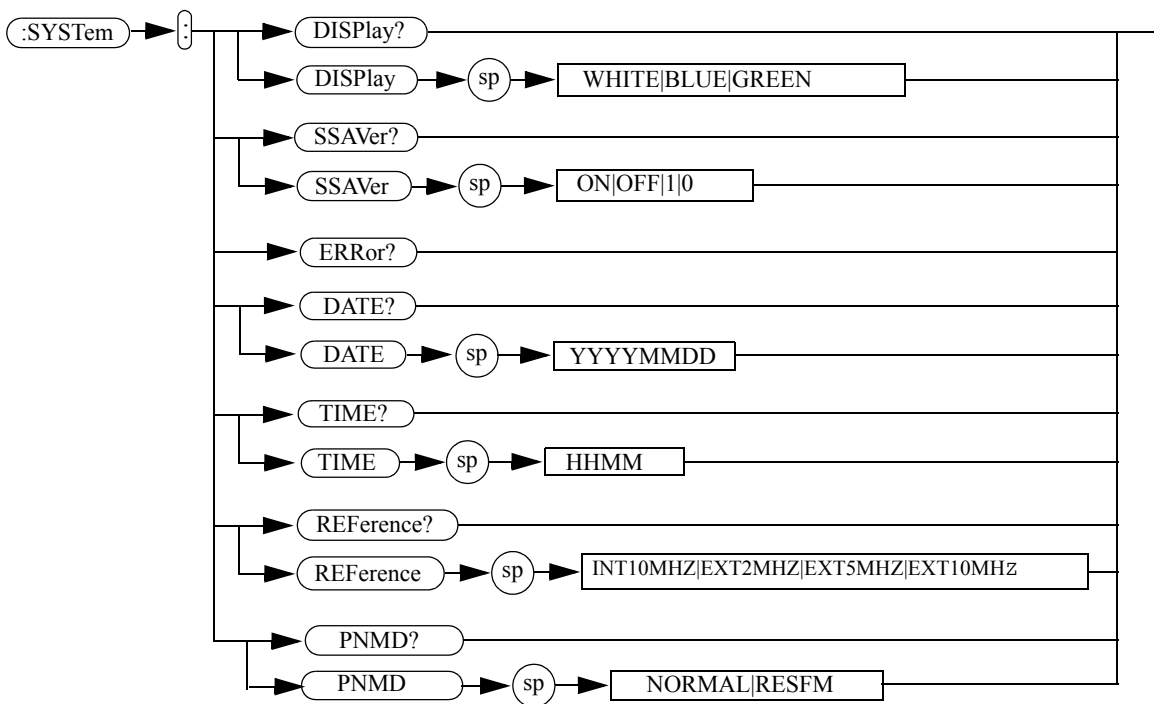 :SYSTem : DISPlay?
DISPlay sp WHITE|BLUE|GREEN
SSAVer?
SSAVer sp ON|OFF|1|0
ERRor?
DATE?
DATE sp YYYYMMDD
TIME?
TIME sp HHMM
REFerence?
REFerence sp INT10MHZ|EXT2MHZ|EXT5MHZ|EXT10MHz
PNMD?
PNMD sp NORMAL|RESFM